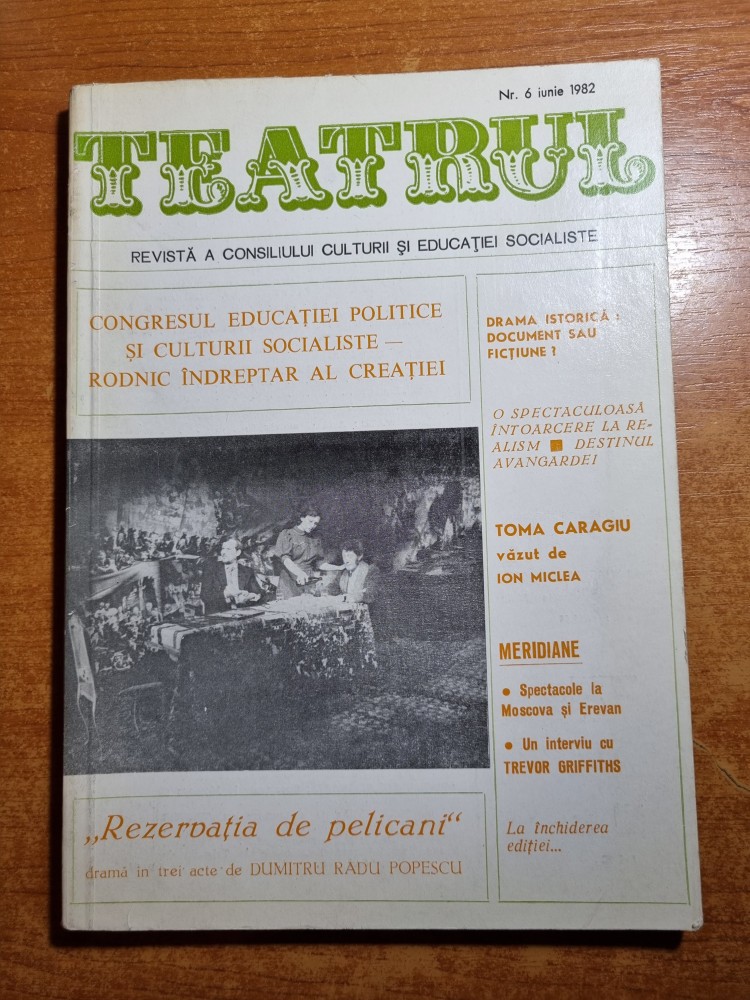 Nr. 6 iunie 1982
TEATRUL
REVISTĂ A CONSILIULUI CULTURII ŞI EDUCAŢIEI SOCIALISTE
CONGRESUL EDUCAŢIEI POLITICE
ŞI CULTURII SOCIALISTE —
RODNIC ÎNDREPTAR AL CREAŢIEI
DRAMA ISTORICĂ :
DOCUMENT SAU
FICŢIUNE ?
O SPECTACULOASĂ
ÎNTOARCERE LA RE-
ALISM ■ DESTINUL
AVANGARDEI
TOMA CARAGIU
văzut de
ION MICLEA
MERIDIANE
• Spectacole la
Moscova şi Erevan
• Un interviu cu
TREVOR GRIFFITHS
La închiderea
ediţiei...
„Rezervaţia de pelicani“
dramă în trei acte de DUMITRU RADU POPESCU